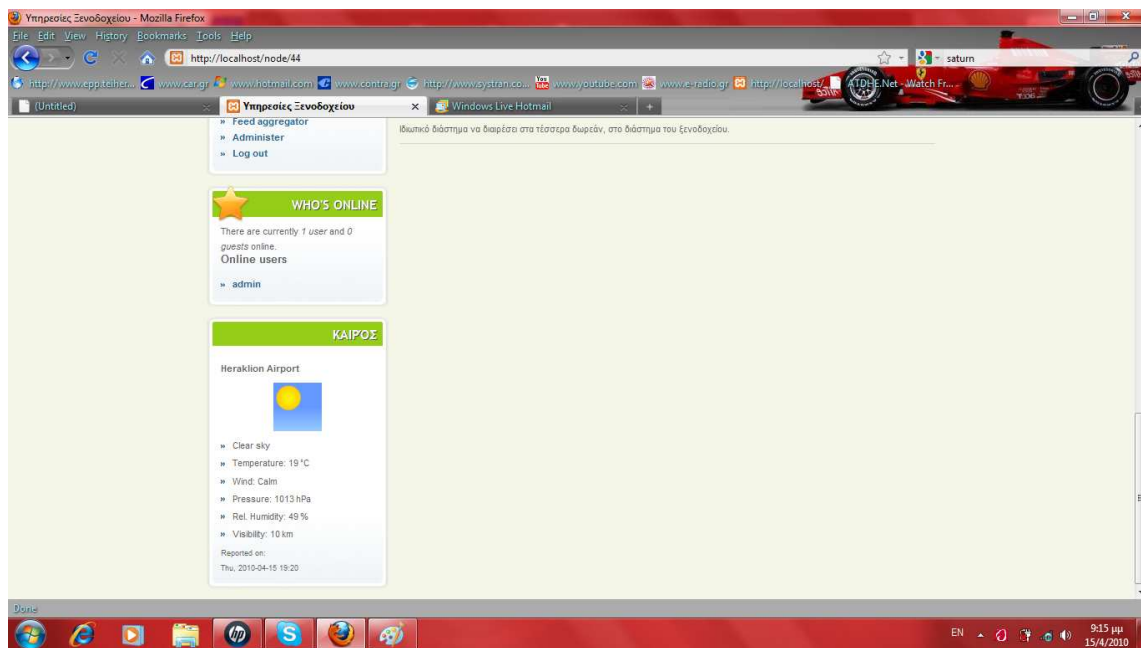 Υπηρεσίες Ξενοδοχείου - Mozilla Firefox
File Edit View History Bookmarks Tools Help
http://localhost/node/44
saturn
www.car.gr www.hotmail.com www.contra.gr http://www.systran.co... www.youtube.com www.e-radio.gr http://localhost/ ATDHE.Net - Watch Fr...
(Untitled) Υπηρεσίες Ξενοδοχείου Windows Live Hotmail
» Feed aggregator
» Administer
» Log out
Ιδιωτικό διάστημα να διαιρέσει στα τέσσερα δωρεάν, στο διάστημα του ξενοδοχείου.
WHO'S ONLINE
There are currently 1 user and 0
guests online.
Online users
» admin
ΚΑΙΡΌΣ
Heraklion Airport
» Clear sky
» Temperature: 19 °C
» Wind: Calm
» Pressure: 1013 hPa
» Rel. Humidity: 49 %
» Visibility: 10 km
Reported on:
Thu, 2010-04-15 19:20
Done
EN
9:15 μμ
15/4/2010